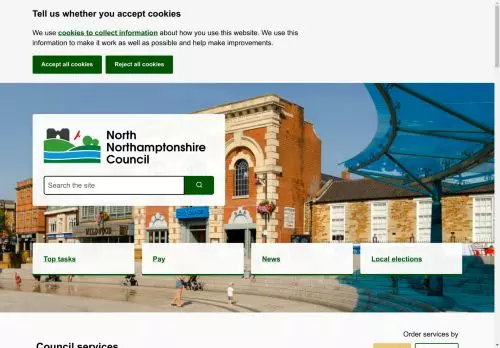 Tell us whether you accept cookies
We use cookies to collect information about how you use this website. We use
this information to make it work as well as possible and help make improvements.
Accept all cookies
Reject all cookies
North
Northamptonshire
Council
Search the site
Top tasks
Pay
News
Local elections
Order services by
Council services